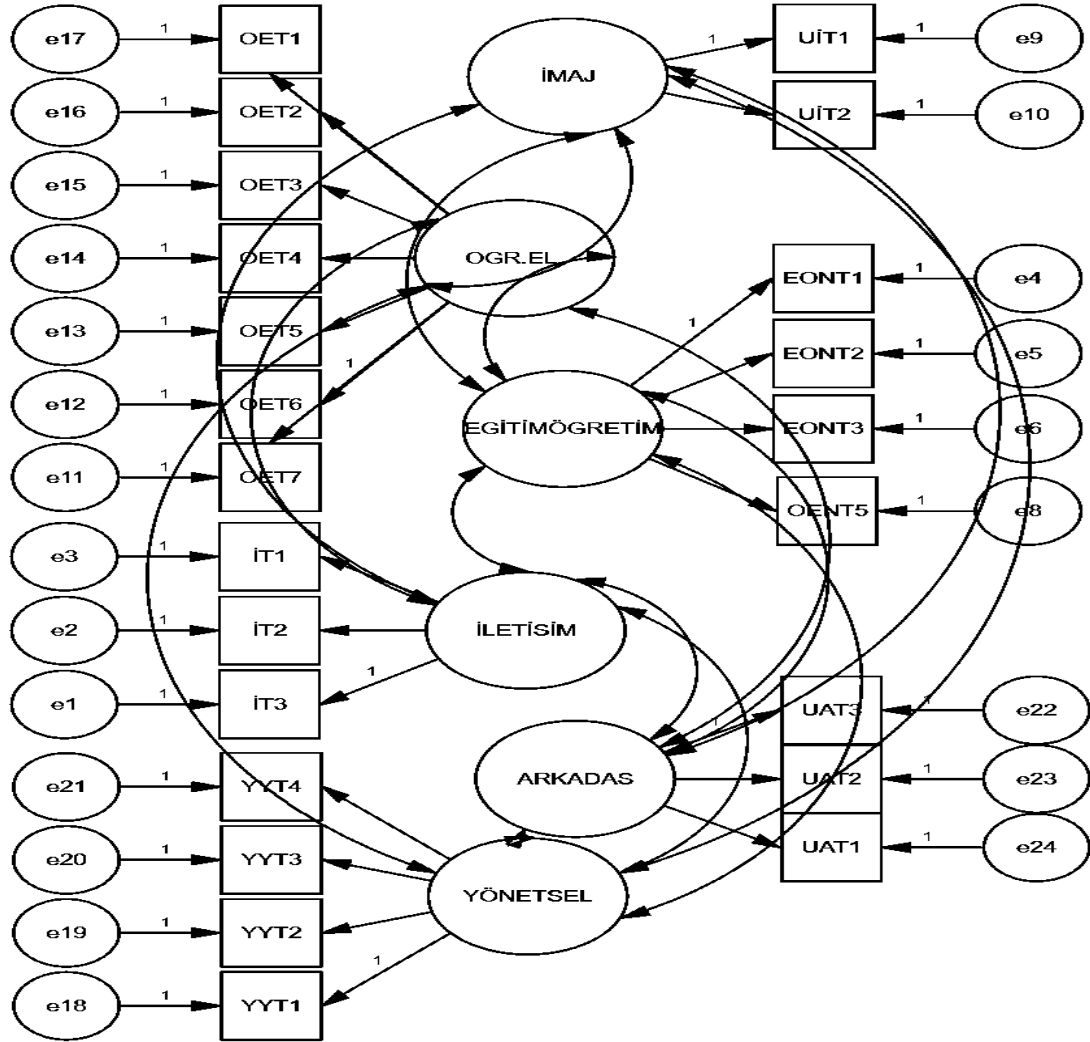 e17
1
OET1
e16
1
OET2
e15
1
OET3
e14
1
OET4
e13
1
OET5
e12
1
OET6
e11
1
OET7
e3
1
İT1
e2
1
İT2
e1
1
İT3
e21
1
YYT4
e20
1
YYT3
e19
1
YYT2
e18
1
YYT1
İMAJ
OGR.EL
1
EGİTİMÖGRETİM
İLETİSİM
1
ARKADAS
YÖNETSEL
1
1
UİT1
1
e9
UİT2
1
e10
1
EONT1
1
e4
EONT2
1
e5
EONT3
1
e6
OENT5
1
e8
1
UAT3
1
e22
UAT2
1
e23
UAT1
1
e24